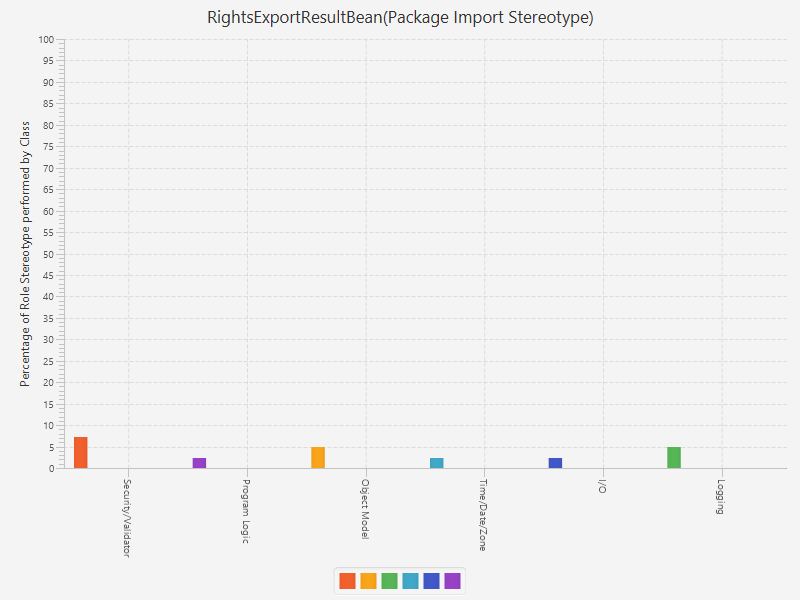 RightsExportResultBean(Package Import Stereotype)
Percentage of Role Stereotype performed by Class
100
95
90
85
80
75
70
65
60
55
50
45
40
35
30
25
20
15
10
5
0
Security/Validator
Program Logic
Object Model
Time/Date/Zone
I/O
Logging